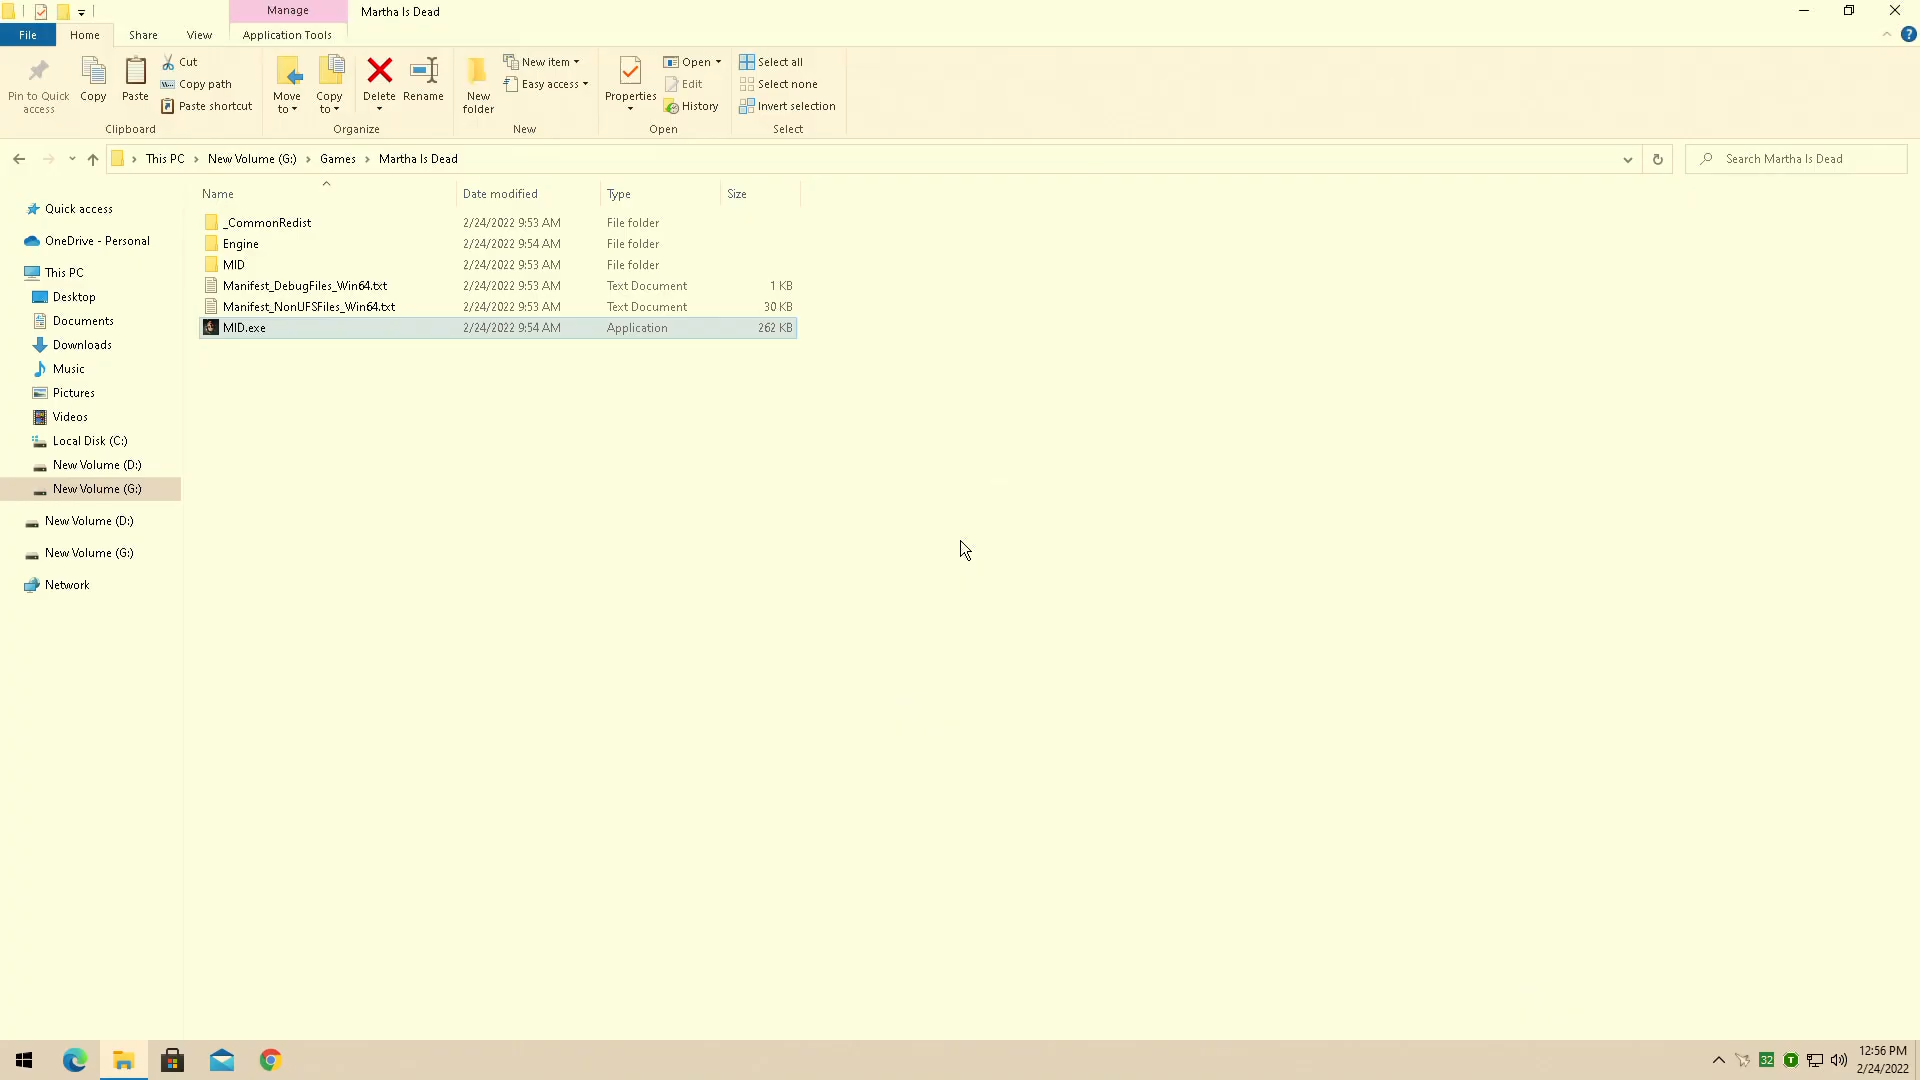 Manage
Martha Is Dead
File
Home
Share
View
Application Tools
Pin to Quick access
Copy
Paste
Cut
Copy path
Paste shortcut
Clipboard
Move to
Copy to
Delete
Rename
Organize
New folder
New item
Easy access
New
Properties
Open
Edit
History
Open
Select all
Select none
Invert selection
Select
This PC
New Volume (G:)
Games
Martha Is Dead
Search Martha Is Dead
Name
Date modified
Type
Size
_CommonRedist 2/24/2022 9:53 AM File folder
Engine 2/24/2022 9:54 AM File folder
MID 2/24/2022 9:53 AM File folder
Manifest_DebugFiles_Win64.txt 2/24/2022 9:53 AM Text Document 1 KB
Manifest_NonUFSFiles_Win64.txt 2/24/2022 9:53 AM Text Document 30 KB
MID.exe 2/24/2022 9:54 AM Application 262 KB
Quick access
OneDrive - Personal
This PC
Desktop
Documents
Downloads
Music
Pictures
Videos
Local Disk (C:)
New Volume (D:)
New Volume (G:)
New Volume (D:)
New Volume (G:)
Network
32
T
12:56 PM
2/24/2022